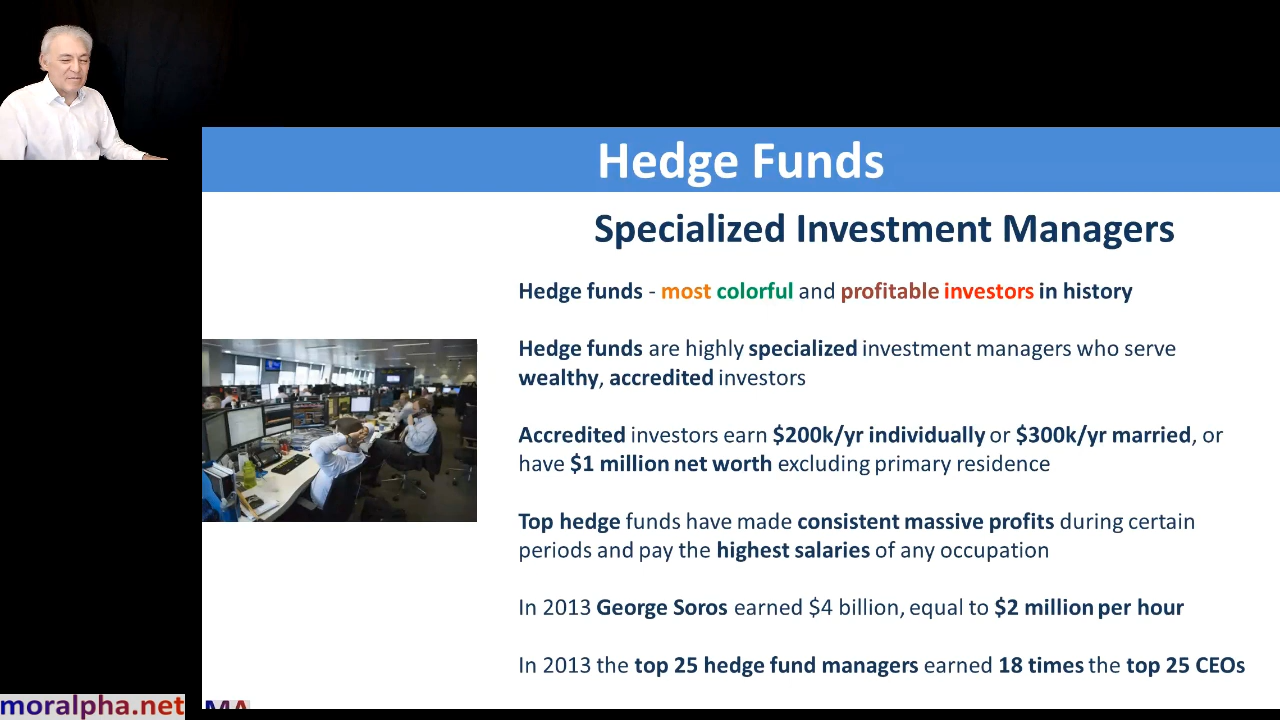 Hedge Funds
Specialized Investment Managers
Hedge funds - most colorful and profitable investors in history
Hedge funds are highly specialized investment managers who serve
wealthy, accredited investors
Accredited investors earn $200k/yr individually or $300k/yr married, or
have $1 million net worth excluding primary residence
Top hedge funds have made consistent massive profits during certain
periods and pay the highest salaries of any occupation
In 2013 George Soros earned $4 billion, equal to $2 million per hour
In 2013 the top 25 hedge fund managers earned 18 times the top 25 CEOs
moralpha.net
MA